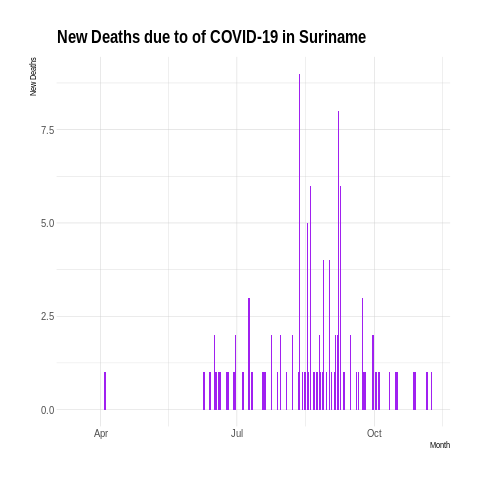 New Deaths due to of COVID-19 in Suriname
New Deaths
7.5
5.0
2.5
0.0
Apr Jul Oct
Month